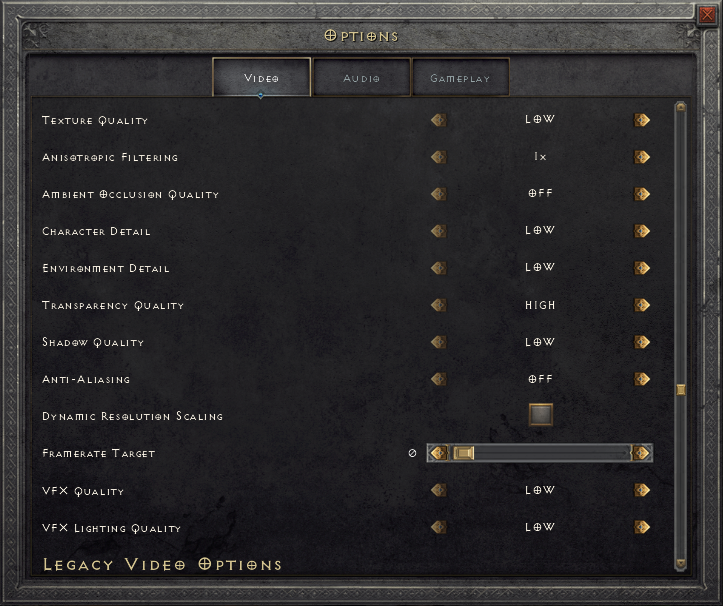 Options
Video Audio Gameplay
Texture Quality Low
Anisotropic Filtering 1x
Ambient Occlusion Quality Off
Character Detail Low
Environment Detail Low
Transparency Quality High
Shadow Quality Low
Anti-Aliasing Off
Dynamic Resolution Scaling
Framerate Target 0
VFX Quality Low
VFX Lighting Quality Low
Legacy Video Options